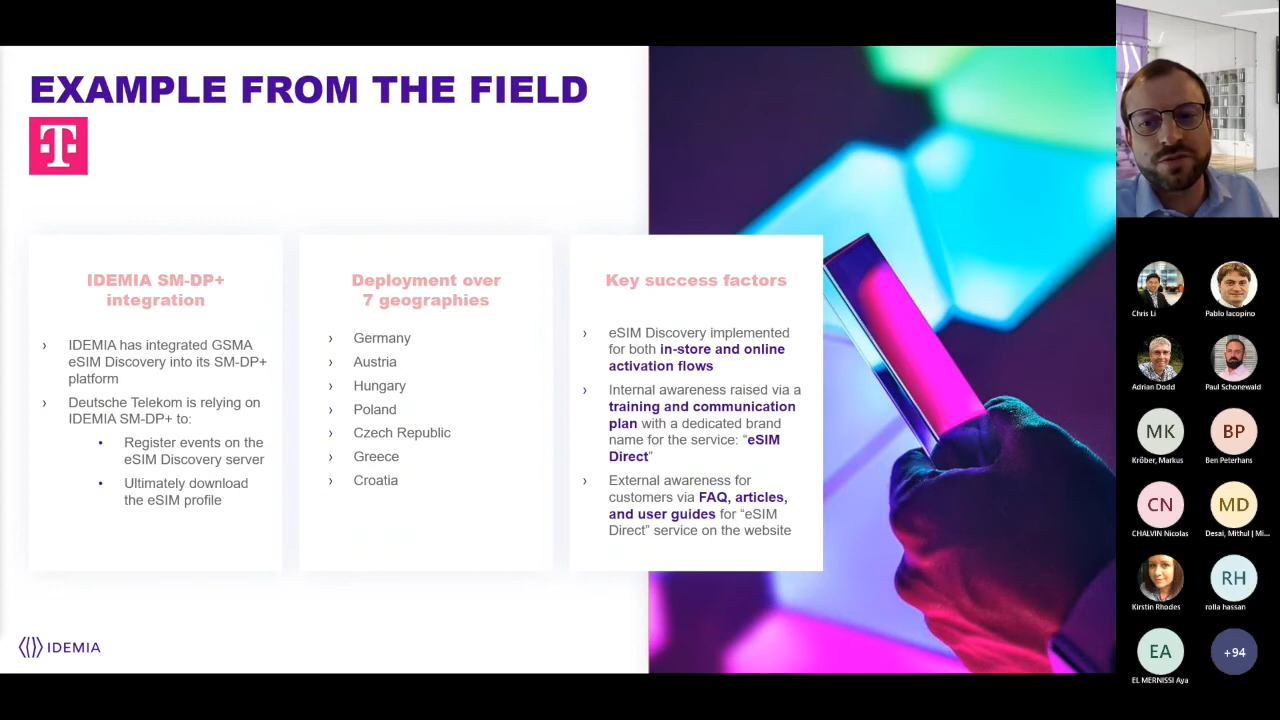 EXAMPLE FROM THE FIELD
T
IDEMIA SM-DP+
integration
› IDEMIA has integrated GSMA
eSIM Discovery into its SM-DP+
platform
› Deutsche Telekom is relying on
IDEMIA SM-DP+ to:
• Register events on the
eSIM Discovery server
• Ultimately download
the eSIM profile
Deployment over
7 geographies
› Germany
› Austria
› Hungary
› Poland
› Czech Republic
› Greece
› Croatia
Key success factors
› eSIM Discovery implemented
for both in-store and online
activation flows
› Internal awareness raised via a
training and communication
plan with a dedicated brand
name for the service: “eSIM
Direct”
› External awareness for
customers via FAQ, articles,
and user guides for “eSIM
Direct” service on the website
IDEMIA
Chris Li
Pablo Iacopino
Adrian Dodd
Paul Schonewald
MK
Kröber, Markus
BP
Ben Peterhans
CN
CHALVIN Nicolas
MD
Desai, Mithul | Mi...
Kirstin Rhodes
RH
rolla hassan
EA
EL MERNISSI Aya
+94